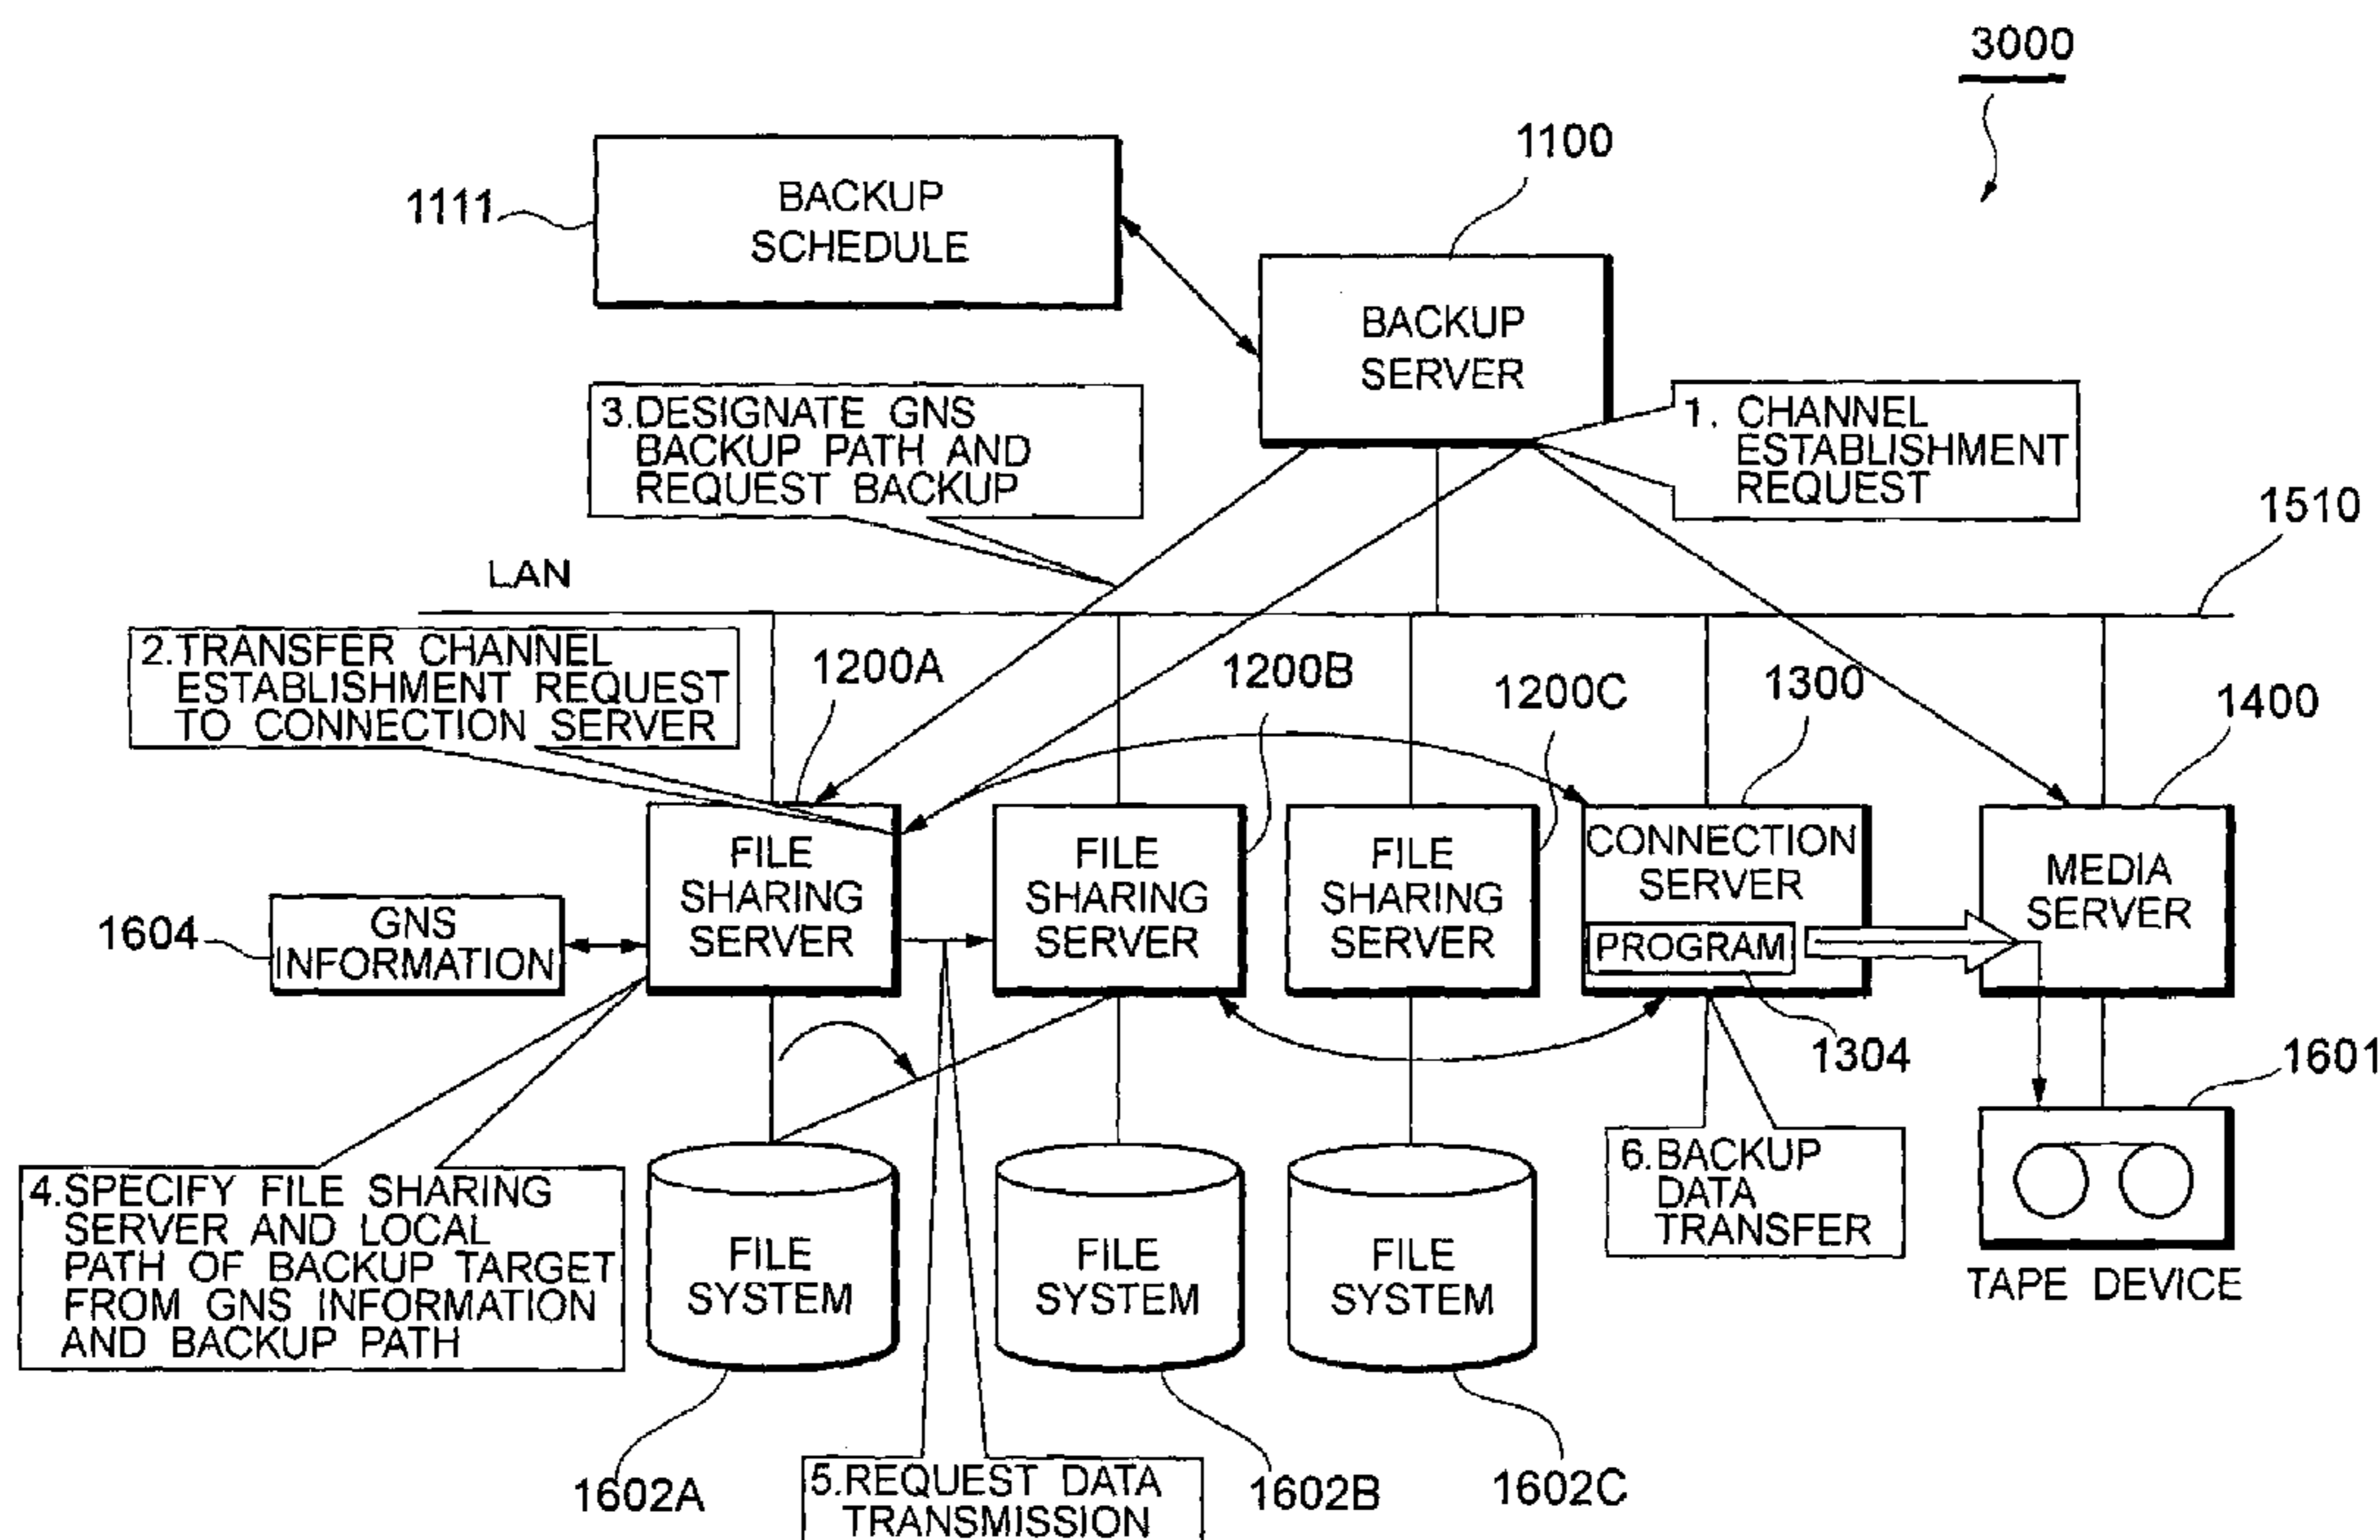 3000
1100
1111
BACKUP
SCHEDULE
BACKUP
SERVER
3.DESIGNATE GNS
BACKUP PATH AND
REQUEST BACKUP
1. CHANNEL
ESTABLISHMENT
REQUEST
1510
LAN
2.TRANSFER CHANNEL
ESTABLISHMENT REQUEST
TO CONNECTION SERVER
1200A
1200B
1200C
1300
1400
FILE
SHARING
SERVER
FILE
SHARING
SERVER
FILE
SHARING
SERVER
CONNECTION
SERVER
PROGRAM
MEDIA
SERVER
1604
GNS
INFORMATION
1304
1601
4.SPECIFY FILE SHARING
SERVER AND LOCAL
PATH OF BACKUP TARGET
FROM GNS INFORMATION
AND BACKUP PATH
FILE
SYSTEM
FILE
SYSTEM
FILE
SYSTEM
6.BACKUP
DATA
TRANSFER
TAPE DEVICE
1602A
5.REQUEST DATA
TRANSMISSION
1602B
1602C